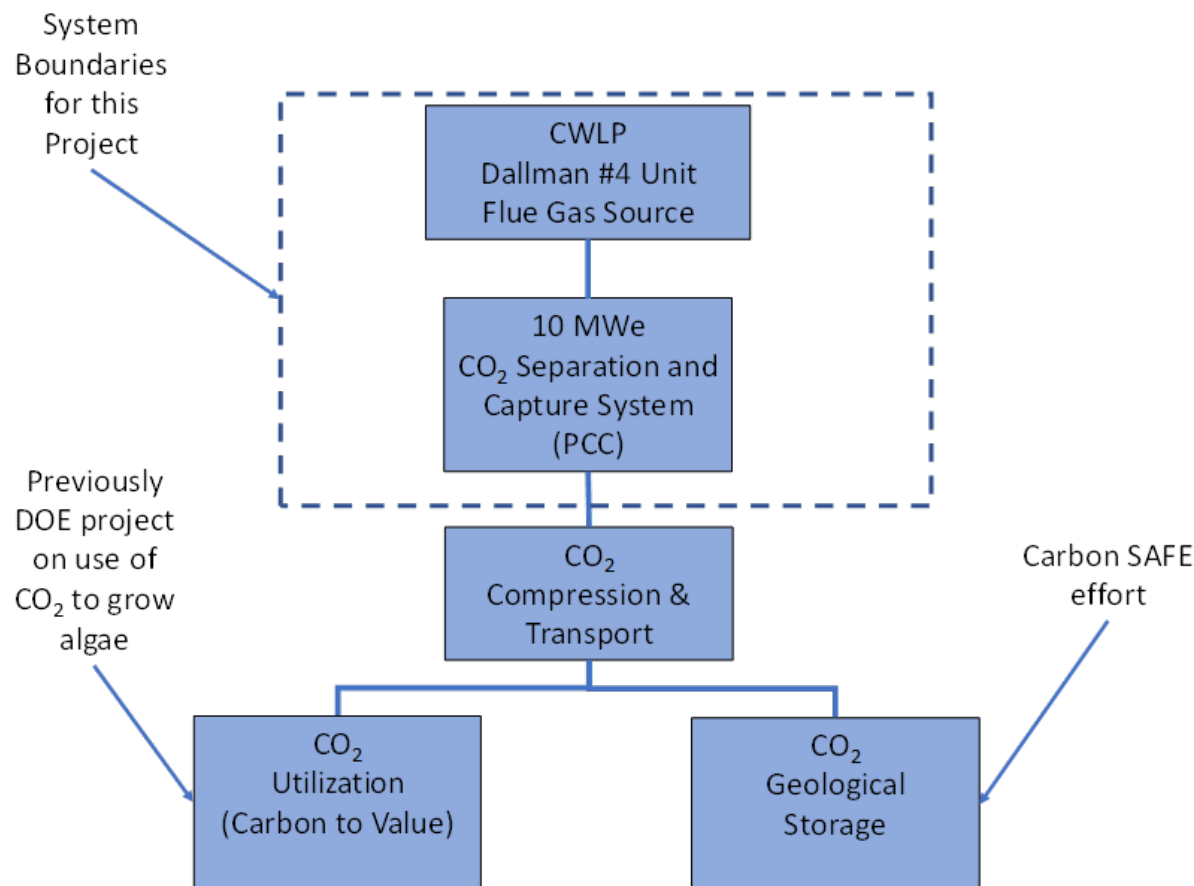 System
Boundaries
for this
Project
CWLP
Dallman #4 Unit
Flue Gas Source
10 MWe
CO₂ Separation and
Capture System
(PCC)
Previously
DOE project
on use of
CO₂ to grow
algae
CO₂
Compression &
Transport
Carbon SAFE
effort
CO₂
Utilization
(Carbon to Value)
CO₂
Geological
Storage